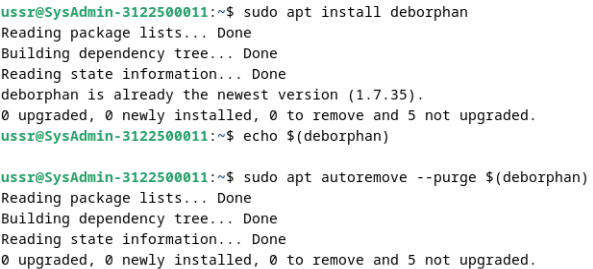 ussr@SysAdmin-3122500011:~$ sudo apt install deborphan
Reading package lists... Done
Building dependency tree... Done
Reading state information... Done
deborphan is already the newest version (1.7.35).
0 upgraded, 0 newly installed, 0 to remove and 5 not upgraded.
ussr@SysAdmin-3122500011:~$ echo $(deborphan)

ussr@SysAdmin-3122500011:~$ sudo apt autoremove --purge $(deborphan)
Reading package lists... Done
Building dependency tree... Done
Reading state information... Done
0 upgraded, 0 newly installed, 0 to remove and 5 not upgraded.